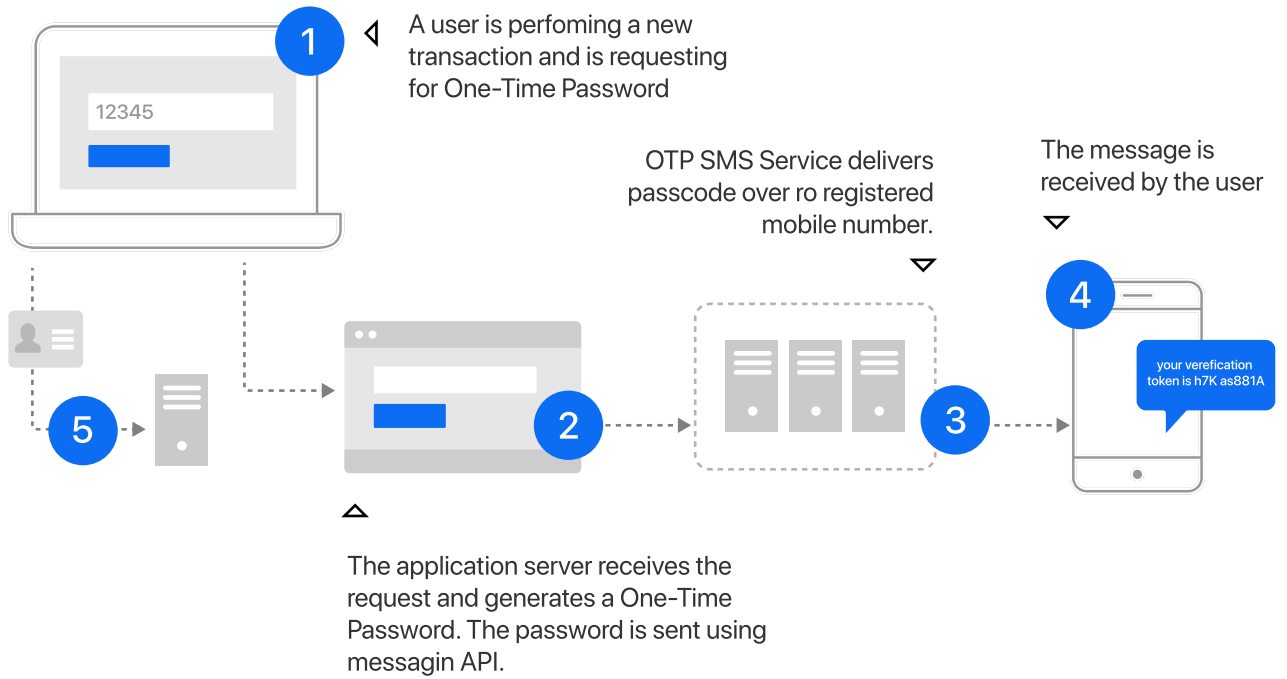 1
A user is perfoming a new
transaction and is requesting
for One-Time Password
12345
OTP SMS Service delivers
passcode over ro registered
mobile number.
The message is
received by the user
4
your verefication
token is h7K as881A
5
2
3
The application server receives the
request and generates a One-Time
Password. The password is sent using
messagin API.